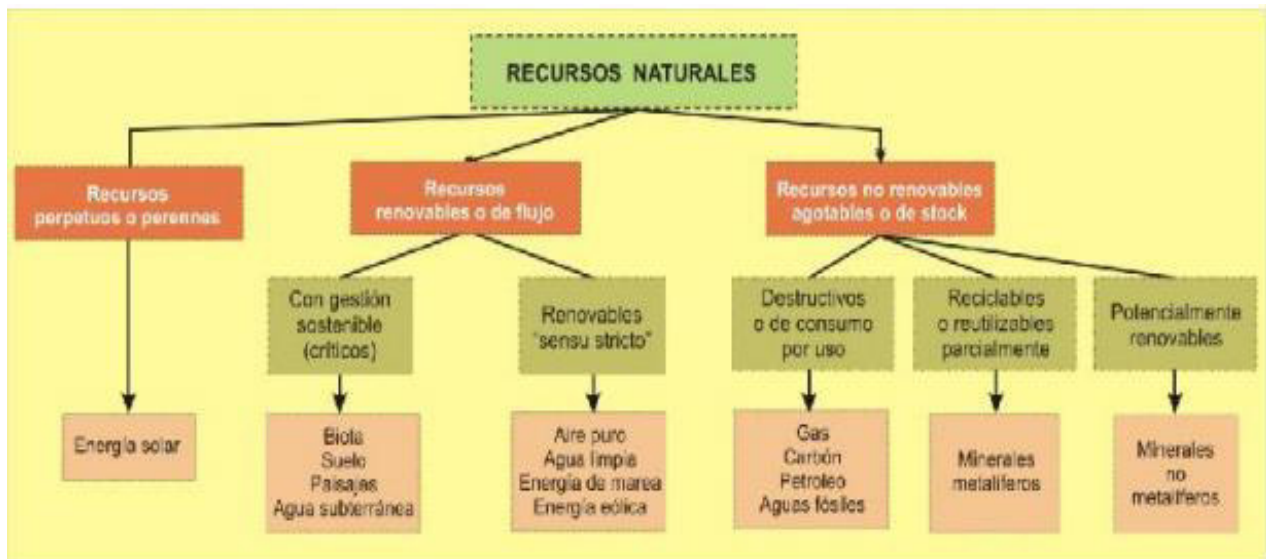 RECURSOS NATURALES
Recursos
perpetuos o perennes
Recursos
renovables o de flujo
Recursos no renovables
agotables o de stock
Con gestión
sostenible
(críticos)
Renovables
"sensu stricto"
Destructivos
o de consumo
por uso
Reciclables
o reutilizables
parcialmente
Potencialmente
renovables
Energía solar
Biota
Suelo
Paisajes
Agua subterránea
Aire puro
Agua limpia
Energía de marea
Energía eólica
Gas
Carbón
Petroleo
Aguas fósiles
Minerales
metalíferos
Minerales
no
metalíferos